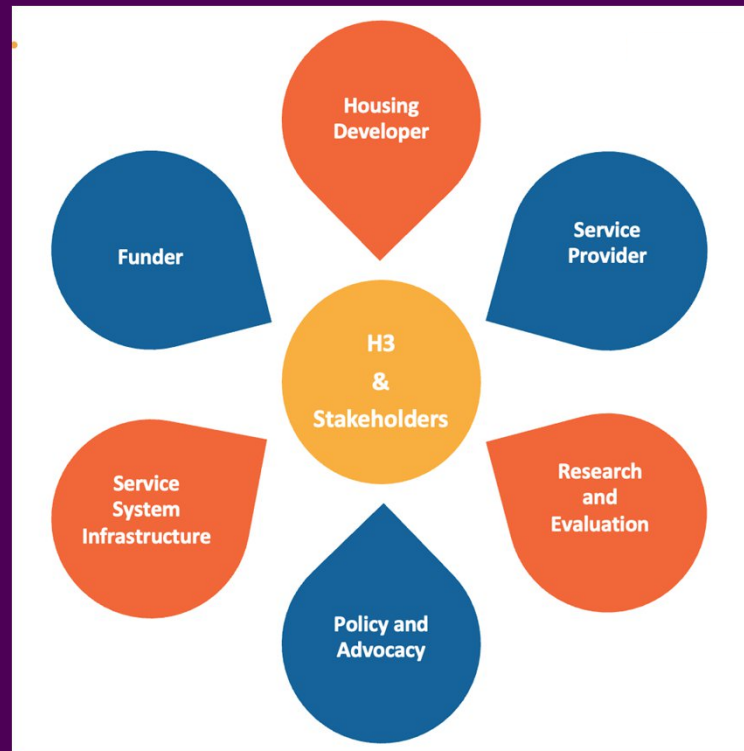 Housing
Developer
Service
Provider
Funder
H3
&
Stakeholders
Service
System
Infrastructure
Research
and
Evaluation
Policy and
Advocacy